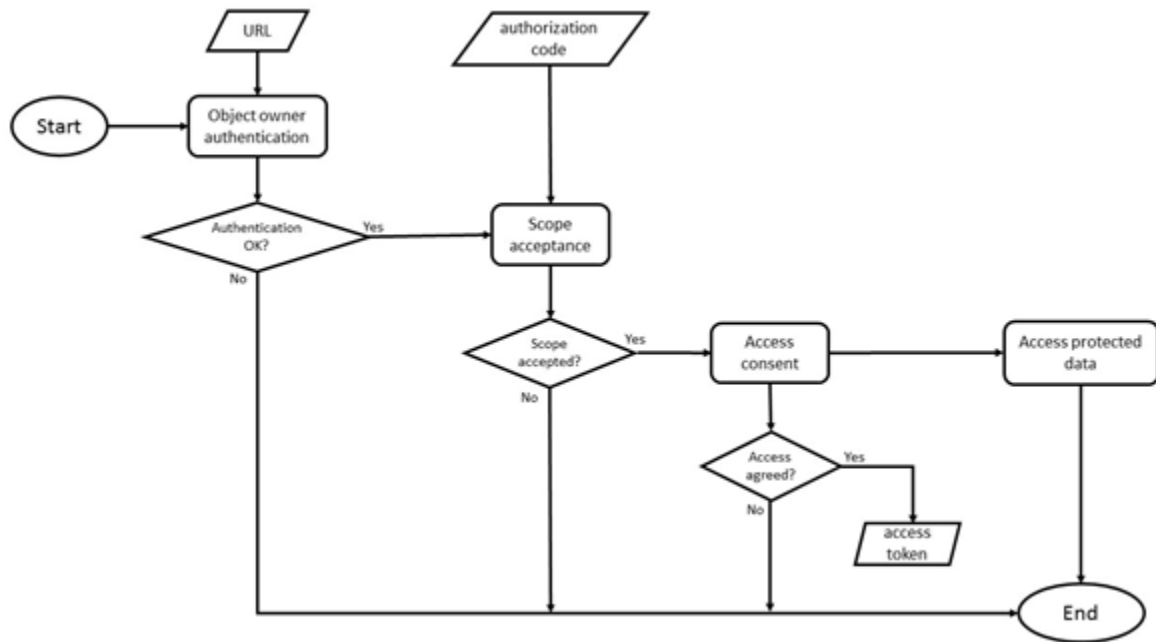 URL
authorization
code
Start
Object owner
authentication
Authentication
OK?
Yes
No
Scope
acceptance
Scope
accepted?
Yes
No
Access
consent
Access protected
data
Access
agreed?
Yes
No
access
token
End